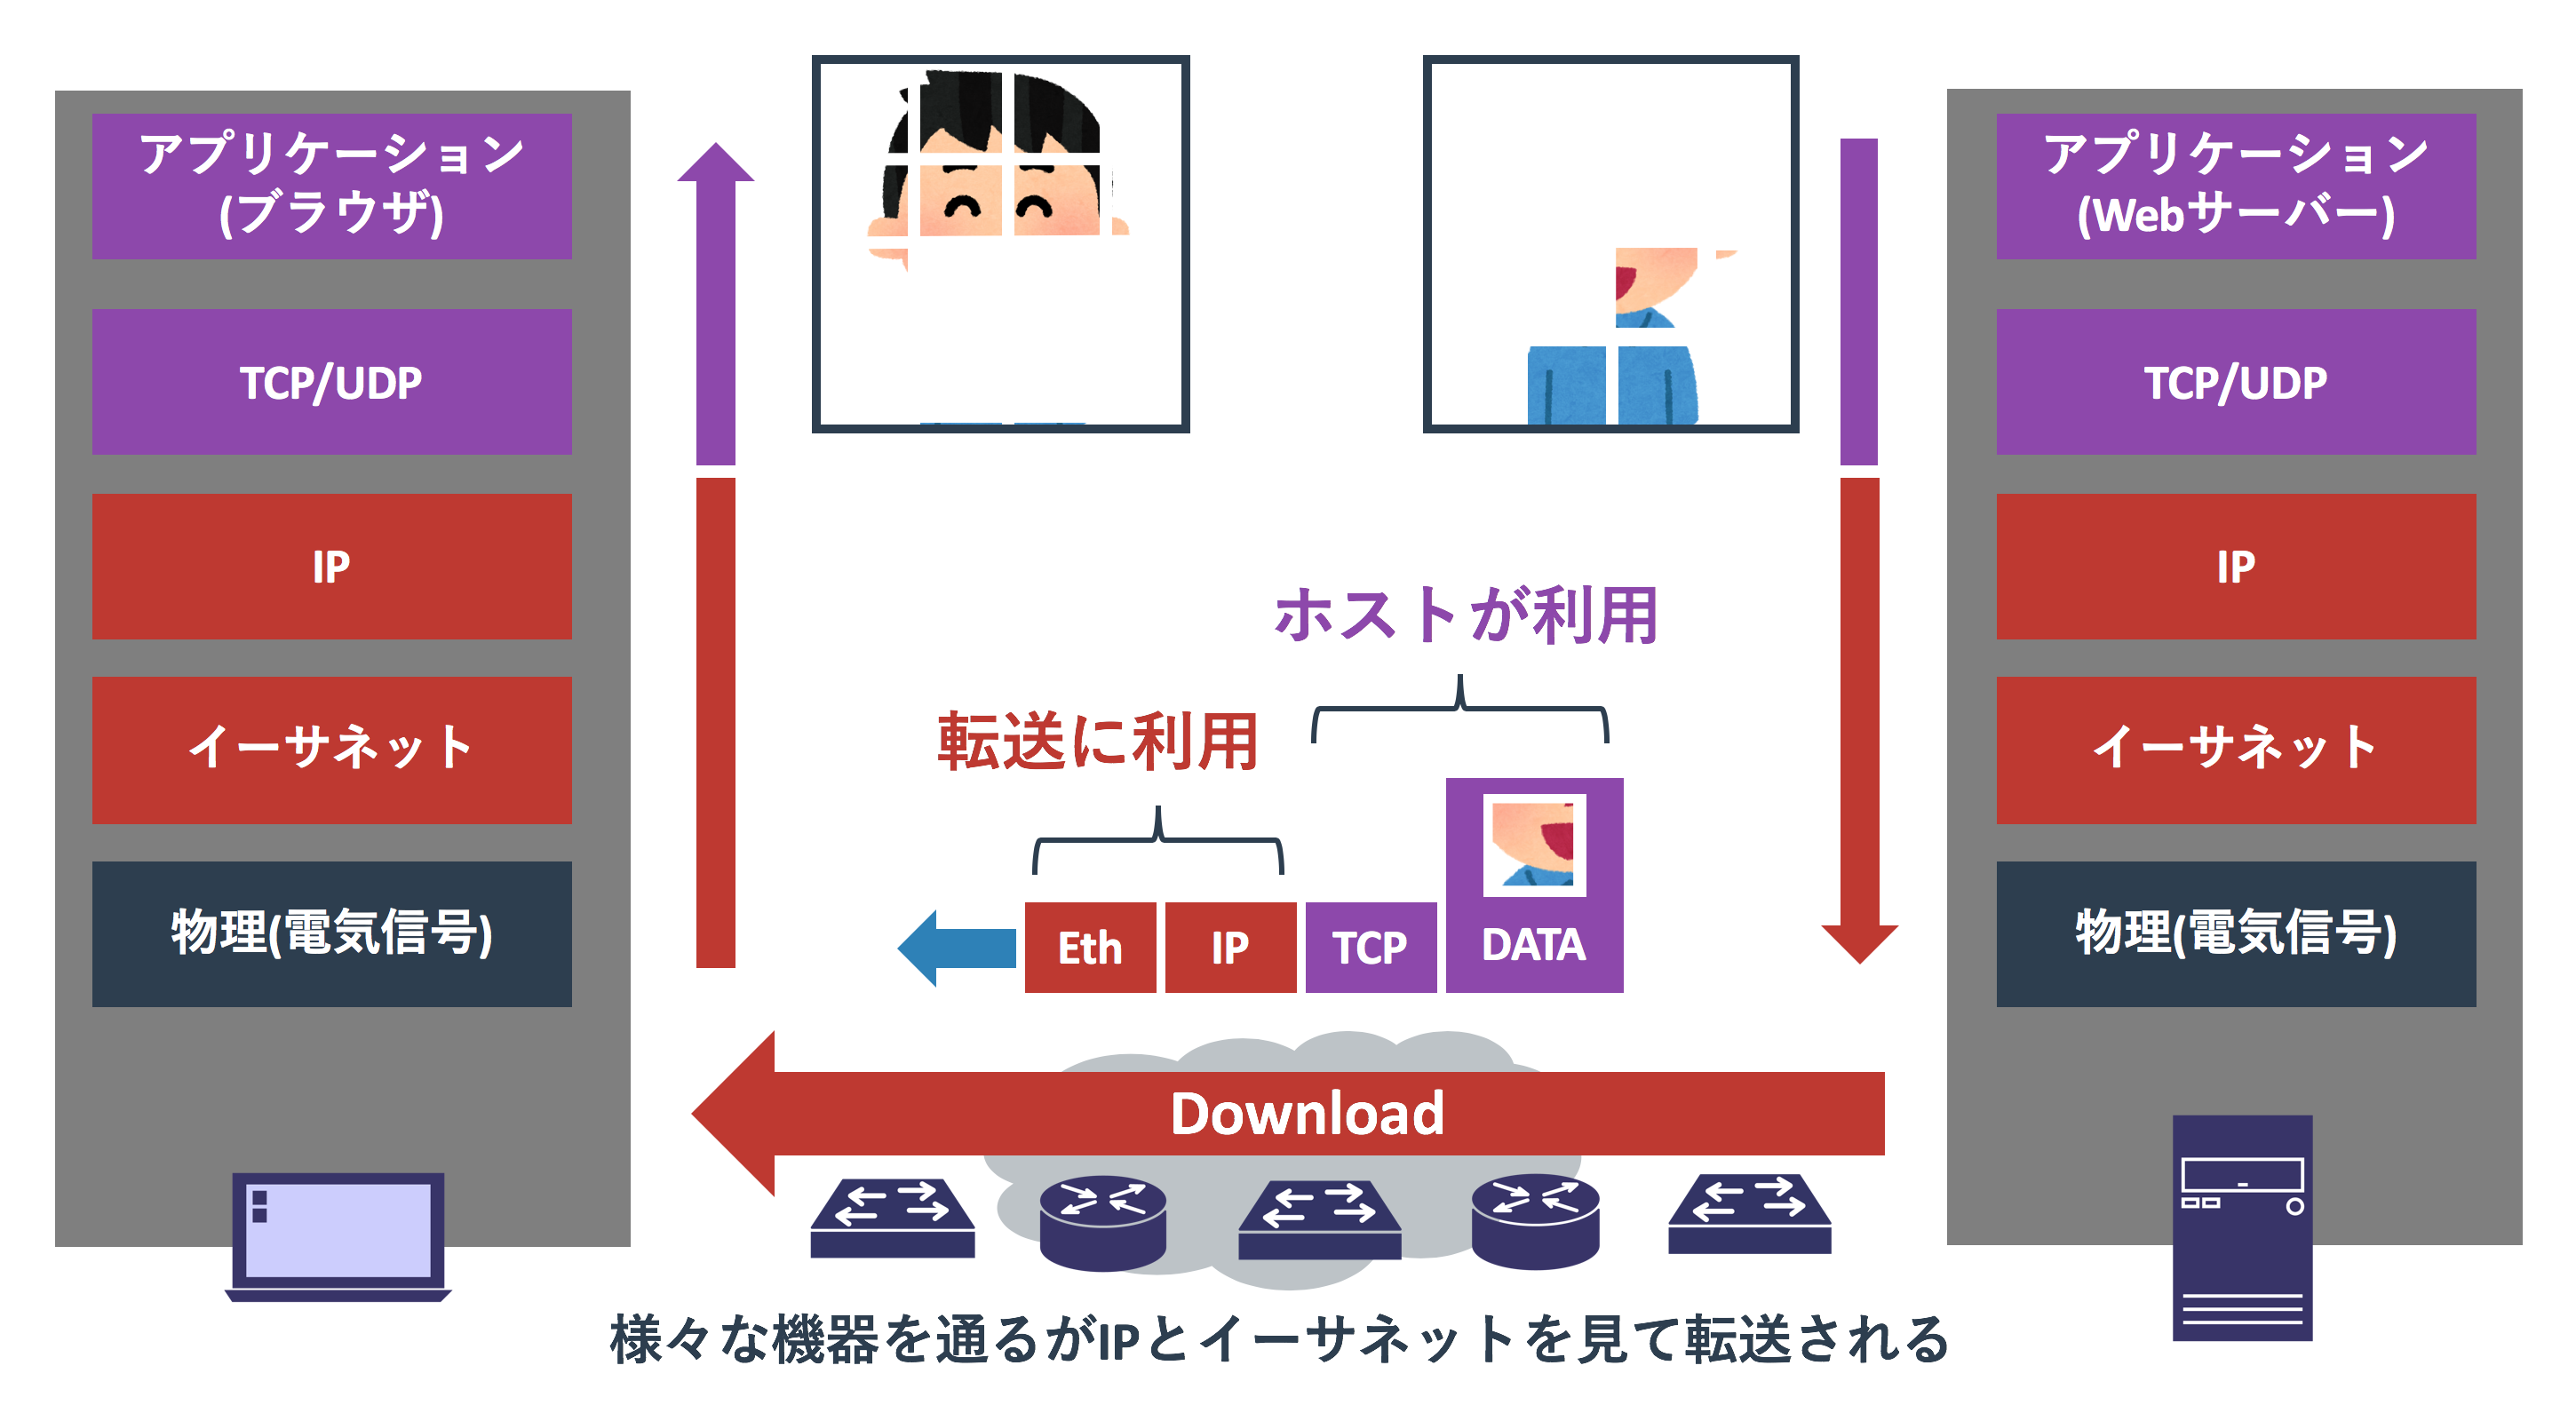 アプリケーション
(ブラウザ)
TCP/UDP
IP
イーサネット
物理(電気信号)
ホストが利用
転送に利用
Eth
IP
TCP
DATA
Download
様々な機器を通るがIPとイーサネットを見て転送される
アプリケーション
(Webサーバー)
TCP/UDP
IP
イーサネット
物理(電気信号)